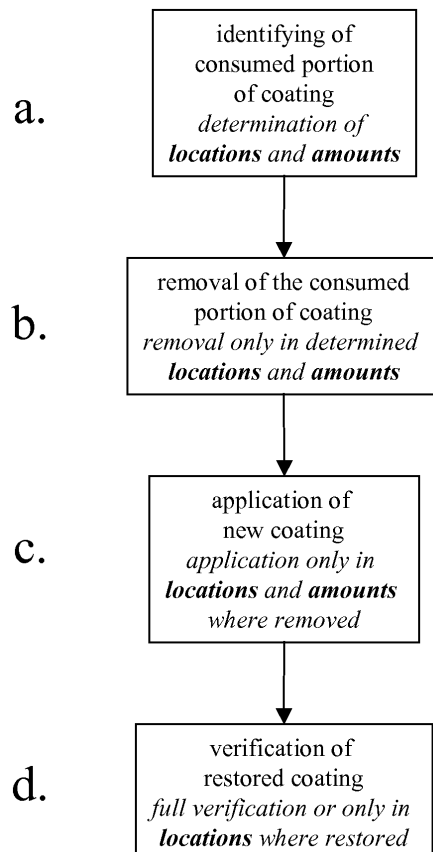 a.
identifying of
consumed portion
of coating
determination of
locations and amounts
b.
removal of the consumed
portion of coating
removal only in determined
locations and amounts
c.
application of
new coating
application only in
locations and amounts
where removed
d.
verification of
restored coating
full verification or only in
locations where restored